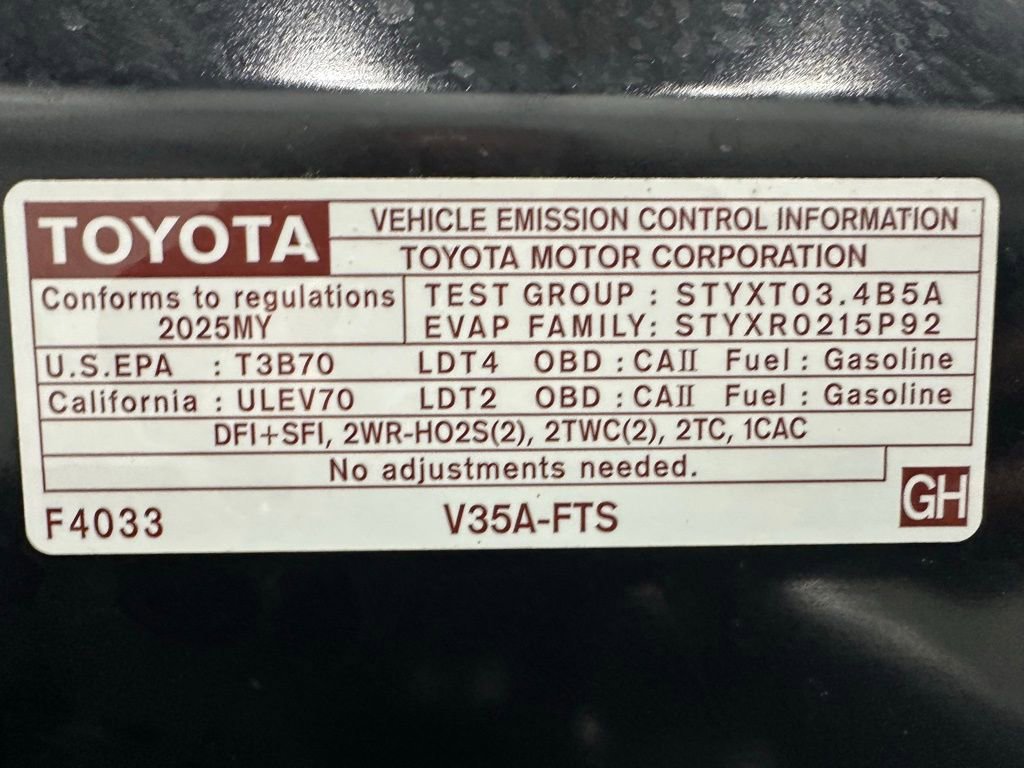 TOYOTA
VEHICLE EMISSION CONTROL INFORMATION
TOYOTA MOTOR CORPORATION
Conforms to regulations
2025MY
TEST GROUP : STYXT03.4B5A
EVAP FAMILY: STYXR0215P92
U.S.EPA : T3B70 LDT4 OBD : CAII Fuel : Gasoline
California : ULEV70 LDT2 OBD : CAII Fuel : Gasoline
DFI+SFI, 2WR-HO2S(2), 2TWC(2), 2TC, 1CAC
No adjustments needed.
F4033 V35A-FTS GH